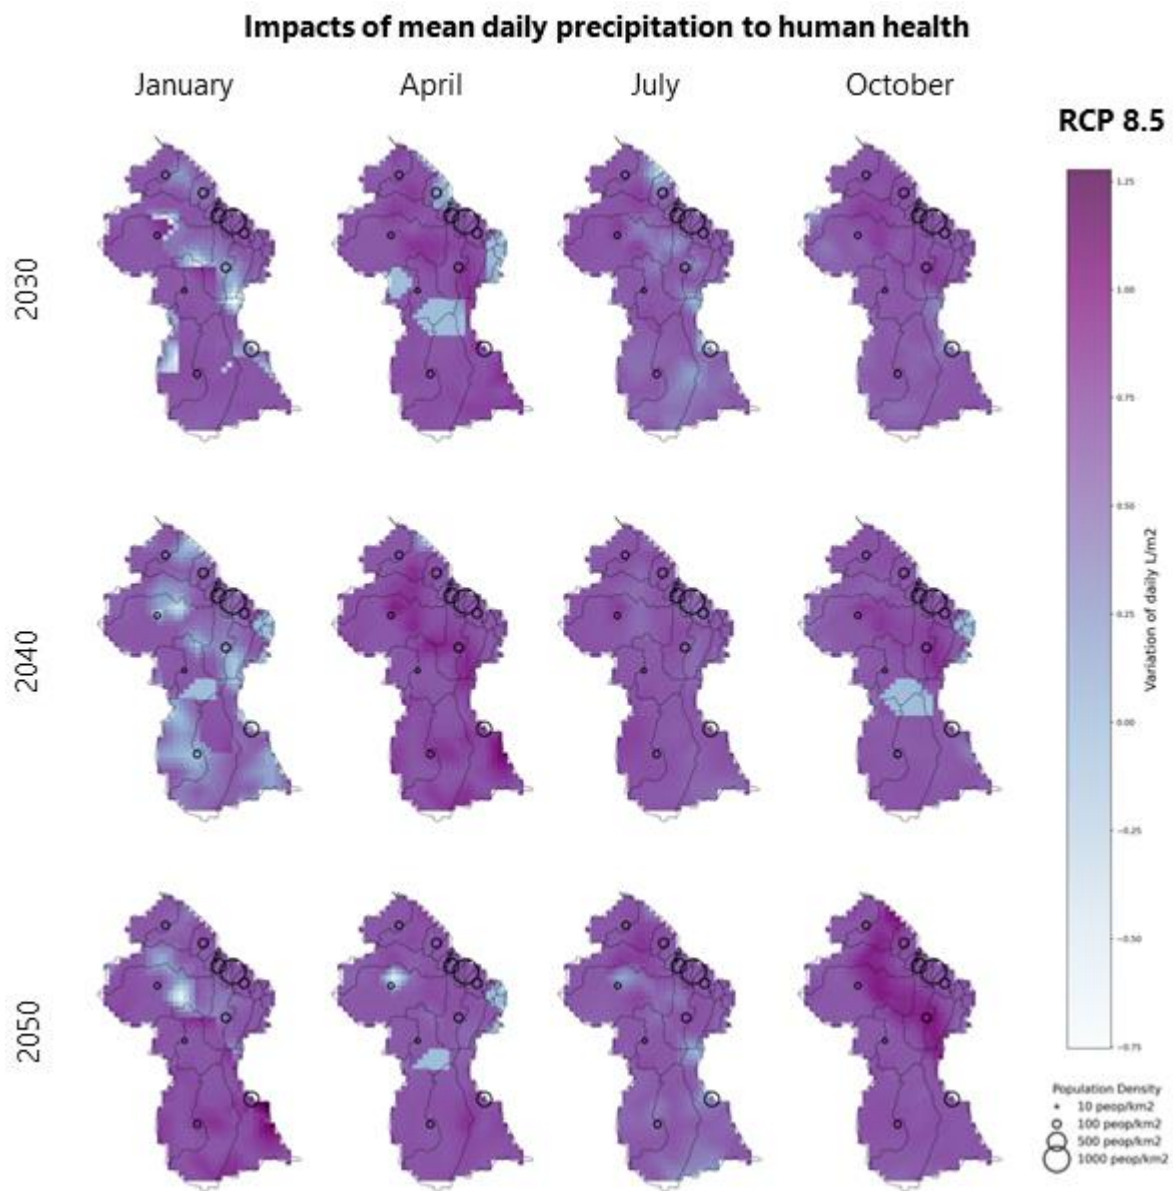 Impacts of mean daily precipitation to human health
January April July October
RCP 8.5
2030
2040
2050
1.25
1.00
0.75
0.50
0.25
0.00
−0.25
−0.50
−0.75
Variation of daily L/m2
Population Density
10 peop/km2
100 peop/km2
500 peop/km2
1000 peop/km2